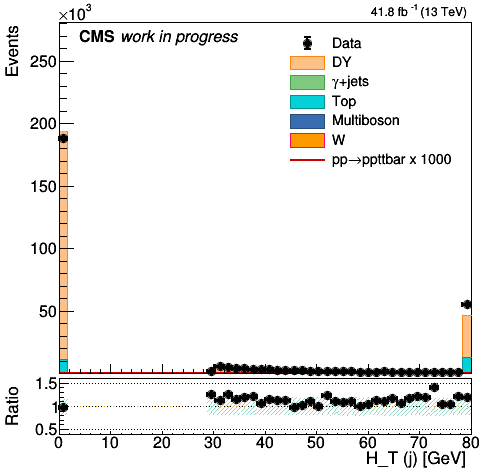 ×10³
41.8 fb⁻¹ (13 TeV)
CMS work in progress
Events
250
200
150
100
50
Data
DY
γ+jets
Top
Multiboson
W
pp→ppttbar x 1000
Ratio
1.5
1
0.5
0 10 20 30 40 50 60 70 80
H_T (j) [GeV]